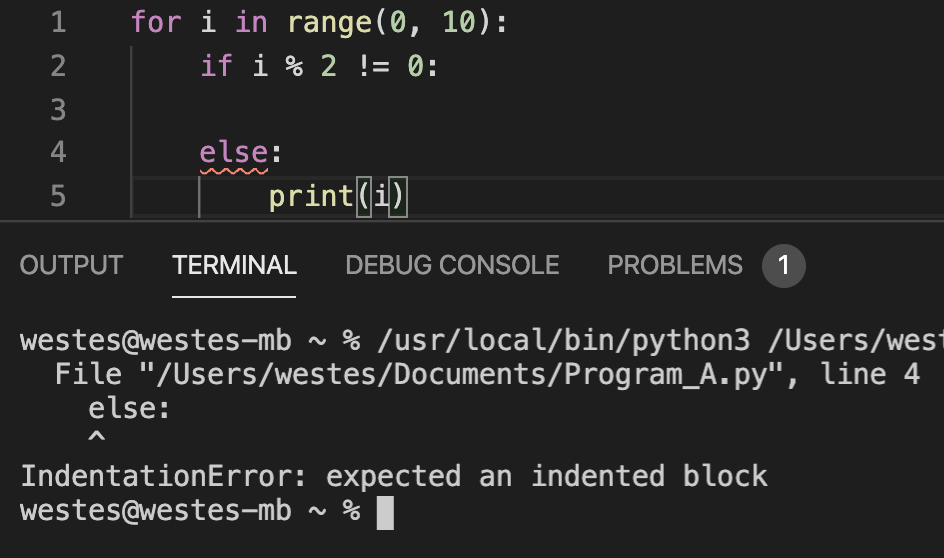 1 for i in range(0, 10):
2     if i % 2 != 0:
3
4     else:
5         print(i)
OUTPUT TERMINAL DEBUG CONSOLE PROBLEMS 1
westes@westes-mb ~ % /usr/local/bin/python3 /Users/west
  File "/Users/westes/Documents/Program_A.py", line 4
    else:
    ^
IndentationError: expected an indented block
westes@westes-mb ~ %